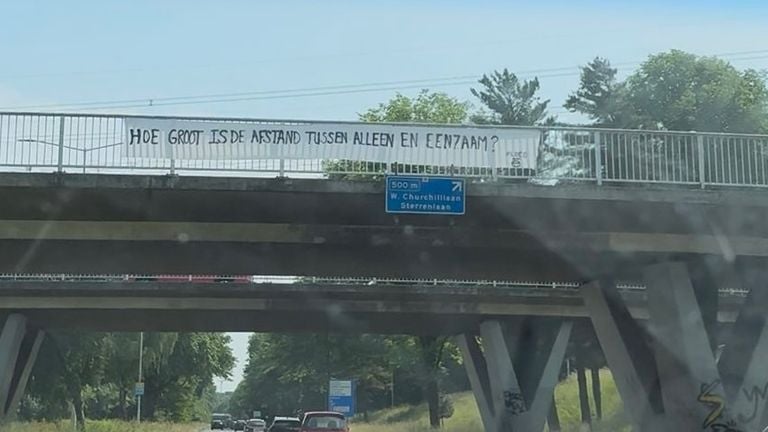 HOE GROOT IS DE AFSTAND TUSSEN ALLEEN EN EENZAAM?
500 m
W. Churchilllaan
Sterrenlaan